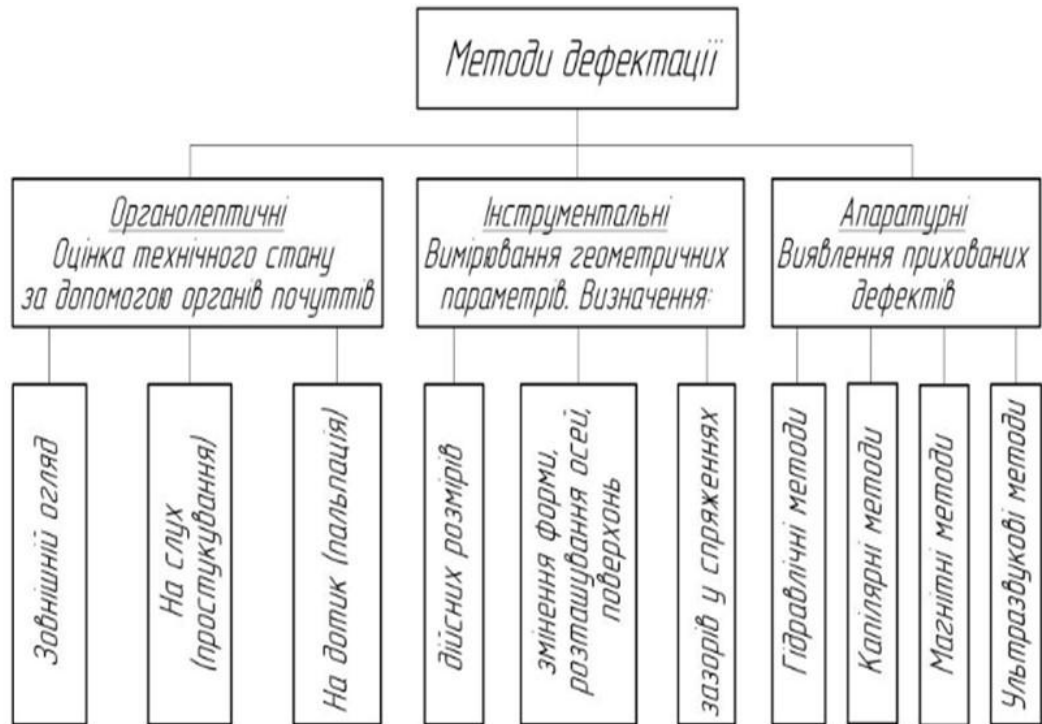 Методи дефектації
Органолептичні
Оцінка технічного стану
за допомогою органів почуттів
Інструментальні
Вимірювання геометричних
параметрів. Визначення:
Апаратурні
Виявлення прихованих
дефектів
Зовнішній огляд
На слух
(простукування)
На дотик (пальпація)
дійсних розмірів
змінення форми,
розташування осей,
поверхонь
зазорів у спряженнях
Гідравлічні методи
Капілярні методи
Магнітні методи
Ультразвукові методи